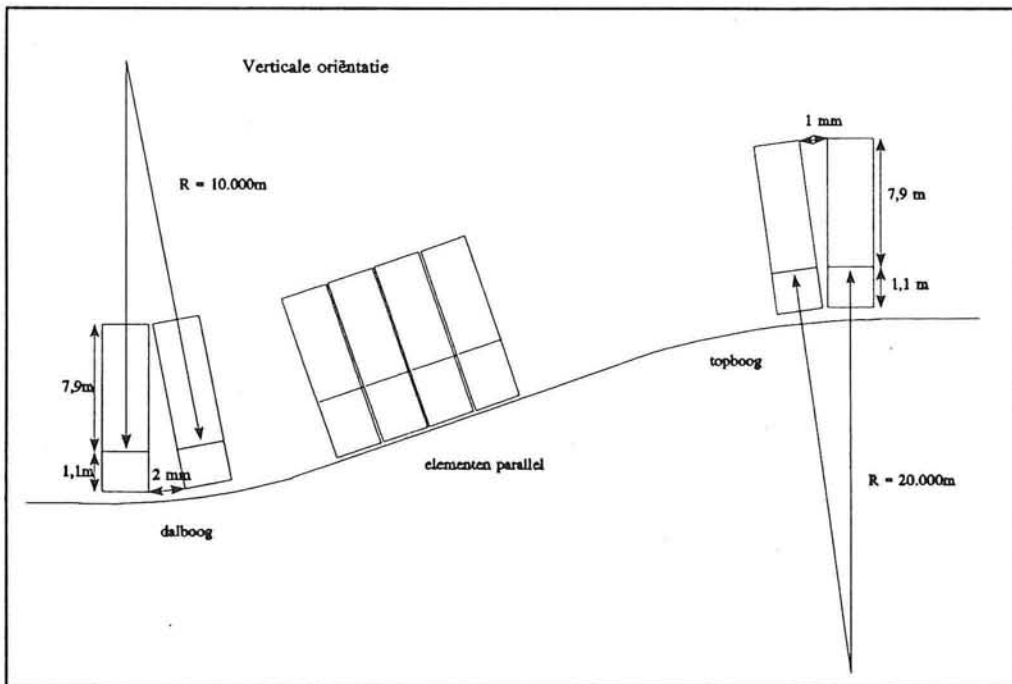 Verticale oriëntatie
1 mm
R = 10.000m
7,9 m
1,1 m
topboog
7,9m
elementen parallel
1,1m
2 mm
R = 20.000m
dalboog